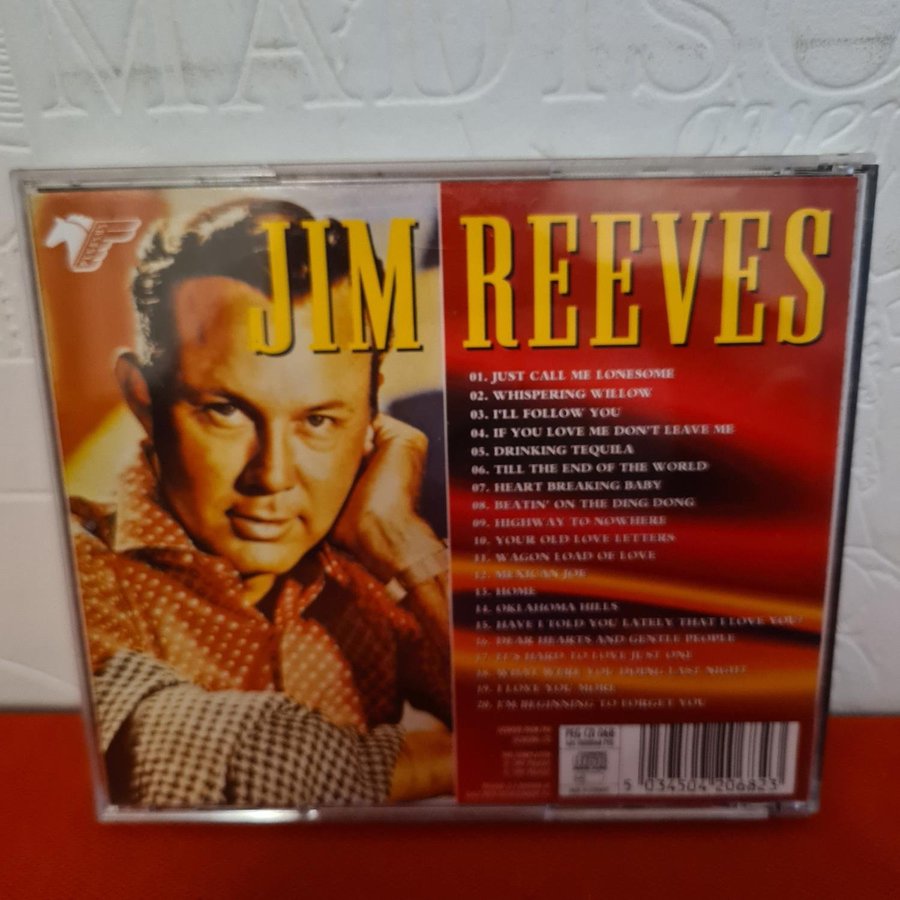 MADISO
aver
JIM REEVES
01. JUST CALL ME LONESOME
02. WHISPERING WILLOW
03. I'LL FOLLOW YOU
04. IF YOU LOVE ME DON'T LEAVE ME
05. DRINKING TEQUILA
06. TILL THE END OF THE WORLD
07. HEART BREAKING BABY
08. BEATIN' ON THE DING DONG
09. HIGHWAY TO NOWHERE
10. YOUR OLD LOVE LETTERS
11. WAGON LOAD OF LOVE
12. MEXICAN JOE
13. HOME
14. OKLAHOMA HILLS
15. HAVE I TOLD YOU LATELY THAT I LOVE YOU?
16. DEAR HEARTS AND GENTLE PEOPLE
17. IT'S HARD TO LOVE JUST ONE
18. WHAT WERE YOU DOING LAST NIGHT
19. I LOVE YOU MORE
20. I'M BEGINNING TO FORGET YOU
5 034504 206823